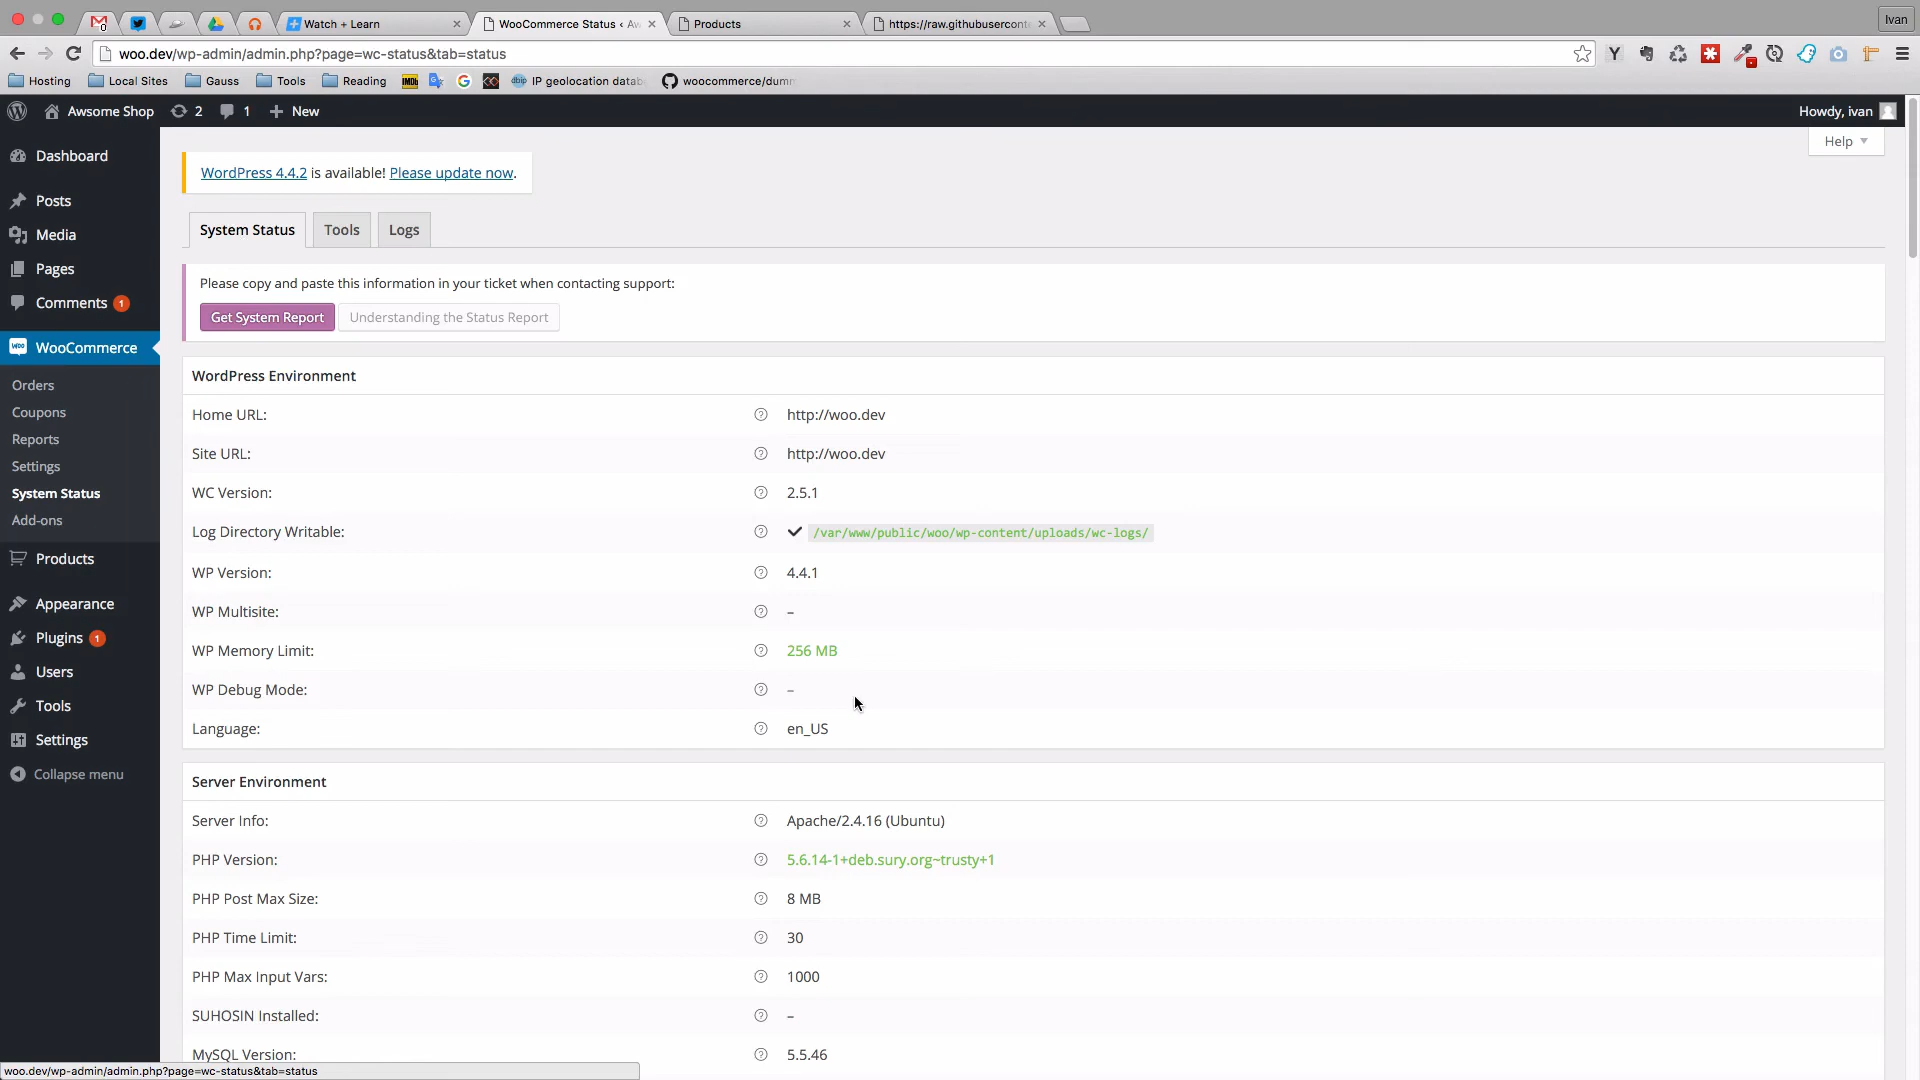 Watch + Learn
WooCommerce Status ‹ Aw
Products
https://raw.githubuserconte
Ivan
woo.dev/wp-admin/admin.php?page=wc-status&tab=status
Hosting
Local Sites
Gauss
Tools
Reading
IMDb
IP geolocation datab
woocommerce/dumm
Awsome Shop
2
1
New
Howdy, ivan
Help
Dashboard
Posts
Media
Pages
Comments 1
WooCommerce
Orders
Coupons
Reports
Settings
System Status
Add-ons
Products
Appearance
Plugins 1
Users
Tools
Settings
Collapse menu
WordPress 4.4.2 is available! Please update now.
System Status
Tools
Logs
Please copy and paste this information in your ticket when contacting support:
Get System Report
Understanding the Status Report
WordPress Environment
Home URL: http://woo.dev
Site URL: http://woo.dev
WC Version: 2.5.1
Log Directory Writable: /var/www/public/woo/wp-content/uploads/wc-logs/
WP Version: 4.4.1
WP Multisite: –
WP Memory Limit: 256 MB
WP Debug Mode: –
Language: en_US
Server Environment
Server Info: Apache/2.4.16 (Ubuntu)
PHP Version: 5.6.14-1+deb.sury.org~trusty+1
PHP Post Max Size: 8 MB
PHP Time Limit: 30
PHP Max Input Vars: 1000
SUHOSIN Installed: –
MySQL Version: 5.5.46
woo.dev/wp-admin/admin.php?page=wc-status&tab=status